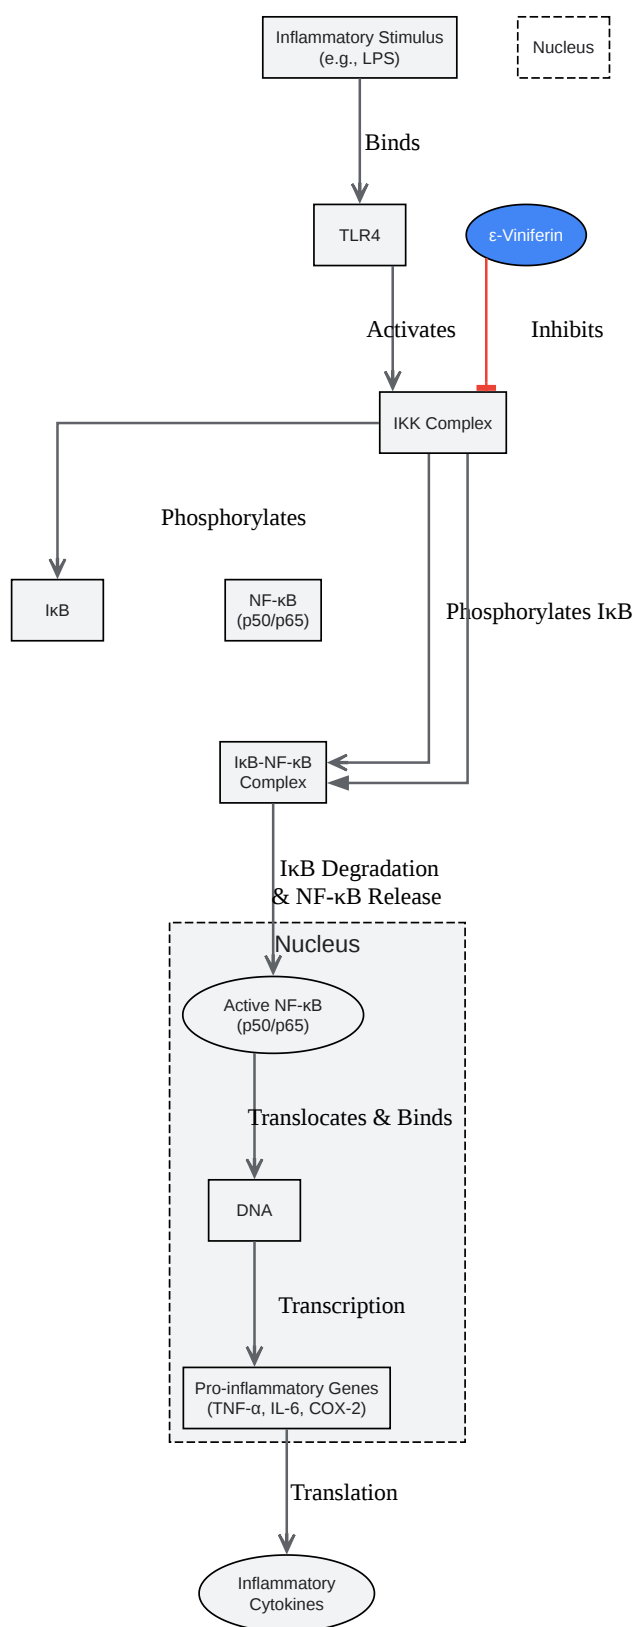 Inflammatory Stimulus
(e.g., LPS)
Nucleus
Binds
TLR4
ε-Viniferin
Activates
Inhibits
IKK Complex
Phosphorylates
IκB
NF-κB
(p50/p65)
Phosphorylates IκB
IκB-NF-κB
Complex
IκB Degradation
& NF-κB Release
Nucleus
Active NF-κB
(p50/p65)
Translocates & Binds
DNA
Transcription
Pro-inflammatory Genes
(TNF-α, IL-6, COX-2)
Translation
Inflammatory
Cytokines